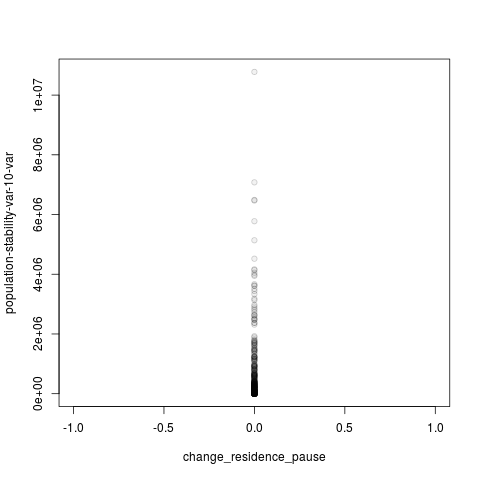 1e+07
8e+06
6e+06
4e+06
2e+06
0e+00
population-stability-var-10-var
-1.0 -0.5 0.0 0.5 1.0
change_residence_pause